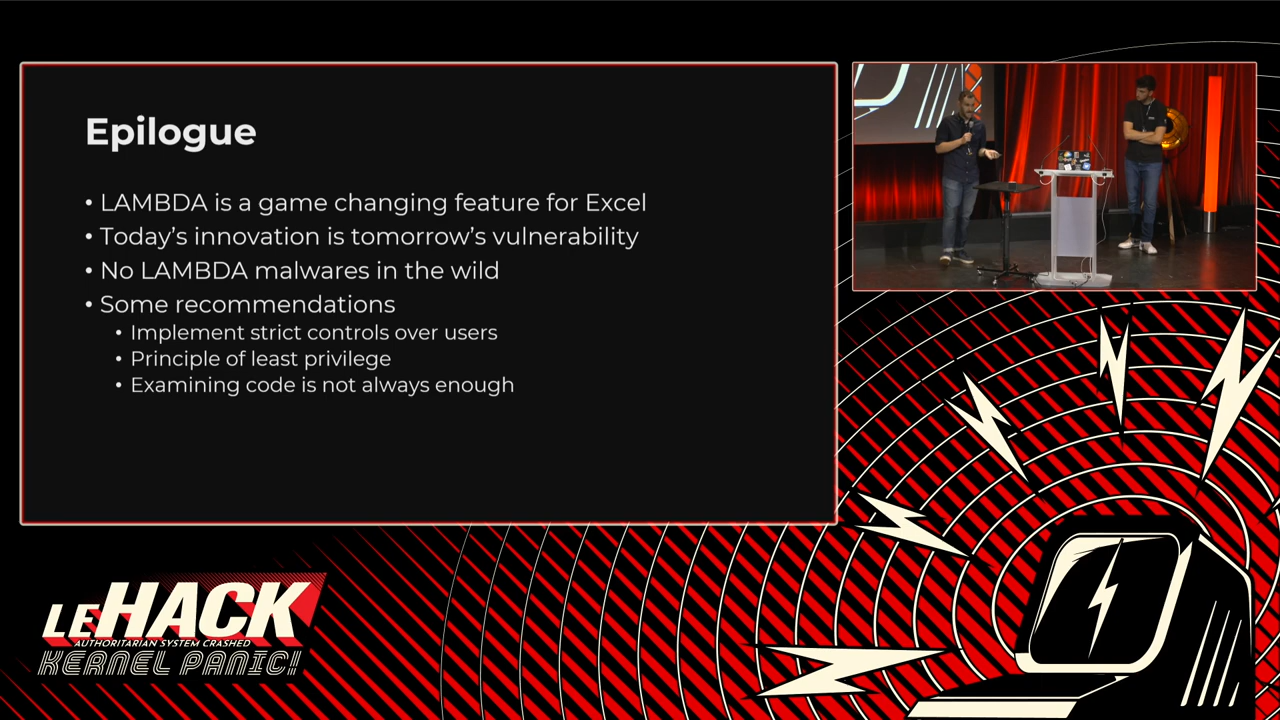 Epilogue
• LAMBDA is a game changing feature for Excel
• Today's innovation is tomorrow's vulnerability
• No LAMBDA malwares in the wild
• Some recommendations
• Implement strict controls over users
• Principle of least privilege
• Examining code is not always enough
LEHACK
AUTHORITARIAN SYSTEM CRASHED
KERNEL PANIC!